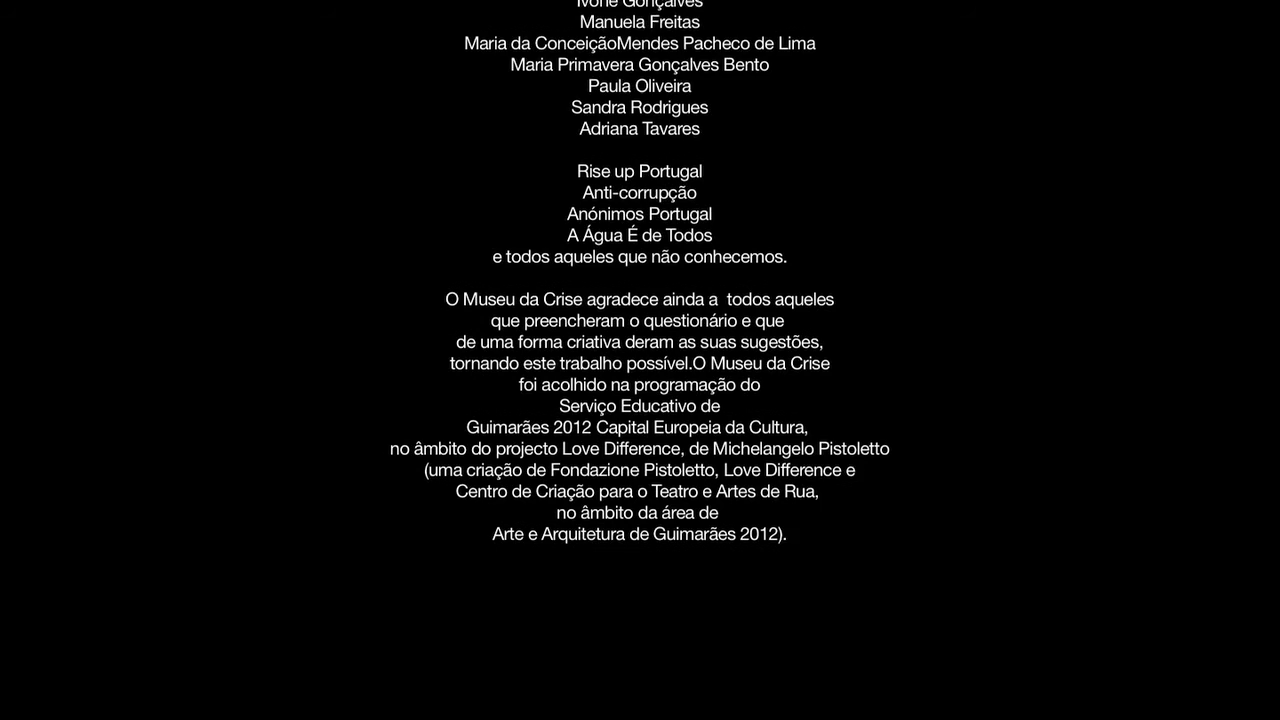 Ivone Gonçalves
Manuela Freitas
Maria da ConceiçãoMendes Pacheco de Lima
Maria Primavera Gonçalves Bento
Paula Oliveira
Sandra Rodrigues
Adriana Tavares
Rise up Portugal
Anti-corrupção
Anónimos Portugal
A Água É de Todos
e todos aqueles que não conhecemos.
O Museu da Crise agradece ainda a  todos aqueles
que preencheram o questionário e que
de uma forma criativa deram as suas sugestões,
tornando este trabalho possível.O Museu da Crise
foi acolhido na programação do
Serviço Educativo de
Guimarães 2012 Capital Europeia da Cultura,
no âmbito do projecto Love Difference, de Michelangelo Pistoletto
(uma criação de Fondazione Pistoletto, Love Difference e
Centro de Criação para o Teatro e Artes de Rua,
no âmbito da área de
Arte e Arquitetura de Guimarães 2012).